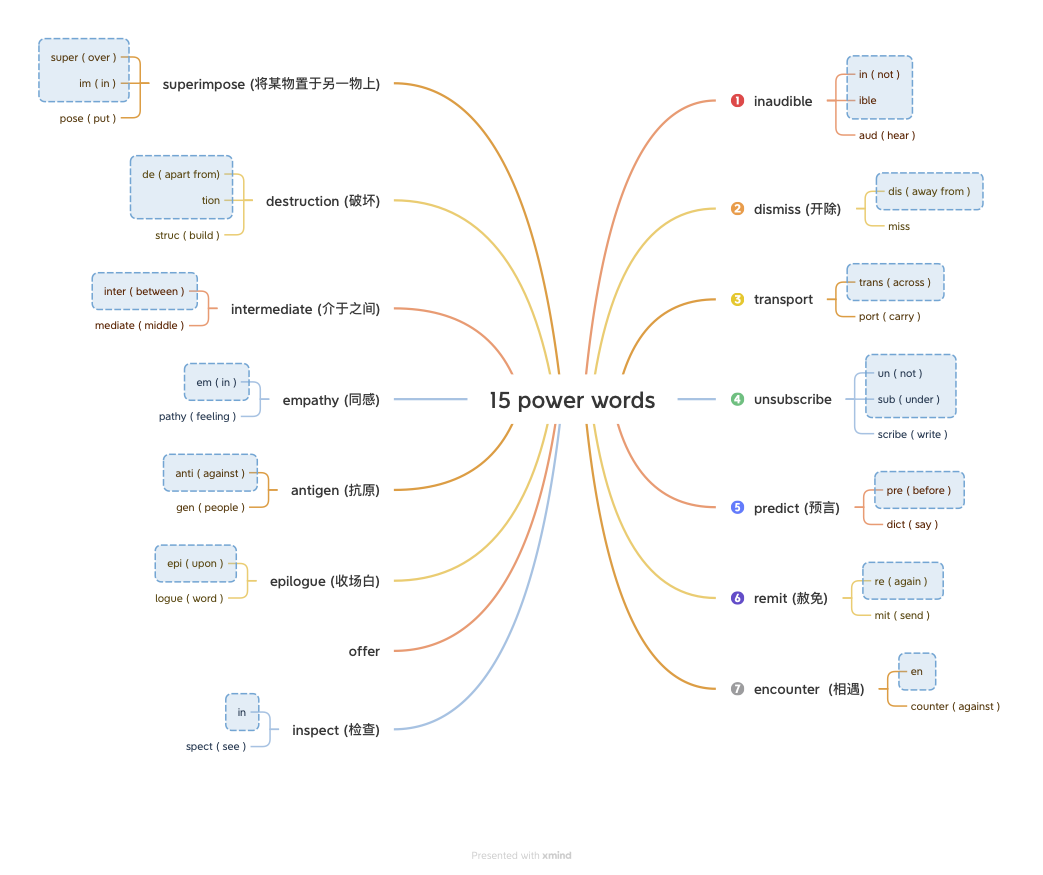 15 power words
1 inaudible
in ( not )
ible
aud ( hear )
2 dismiss (开除)
dis ( away from )
miss
3 transport
trans ( across )
port ( carry )
4 unsubscribe
un ( not )
sub ( under )
scribe ( write )
5 predict (预言)
pre ( before )
dict ( say )
6 remit (赦免)
re ( again )
mit ( send )
7 encounter (相遇)
en
counter ( against )
superimpose (将某物置于另一物上)
super ( over )
im ( in )
pose ( put )
destruction (破坏)
de ( apart from)
tion
struc ( build )
intermediate (介于之间)
inter ( between )
mediate ( middle )
empathy (同感)
em ( in )
pathy ( feeling )
antigen (抗原)
anti ( against )
gen ( people )
epilogue (收场白)
epi ( upon )
logue ( word )
offer
inspect (检查)
in
spect ( see )
Presented with xmind